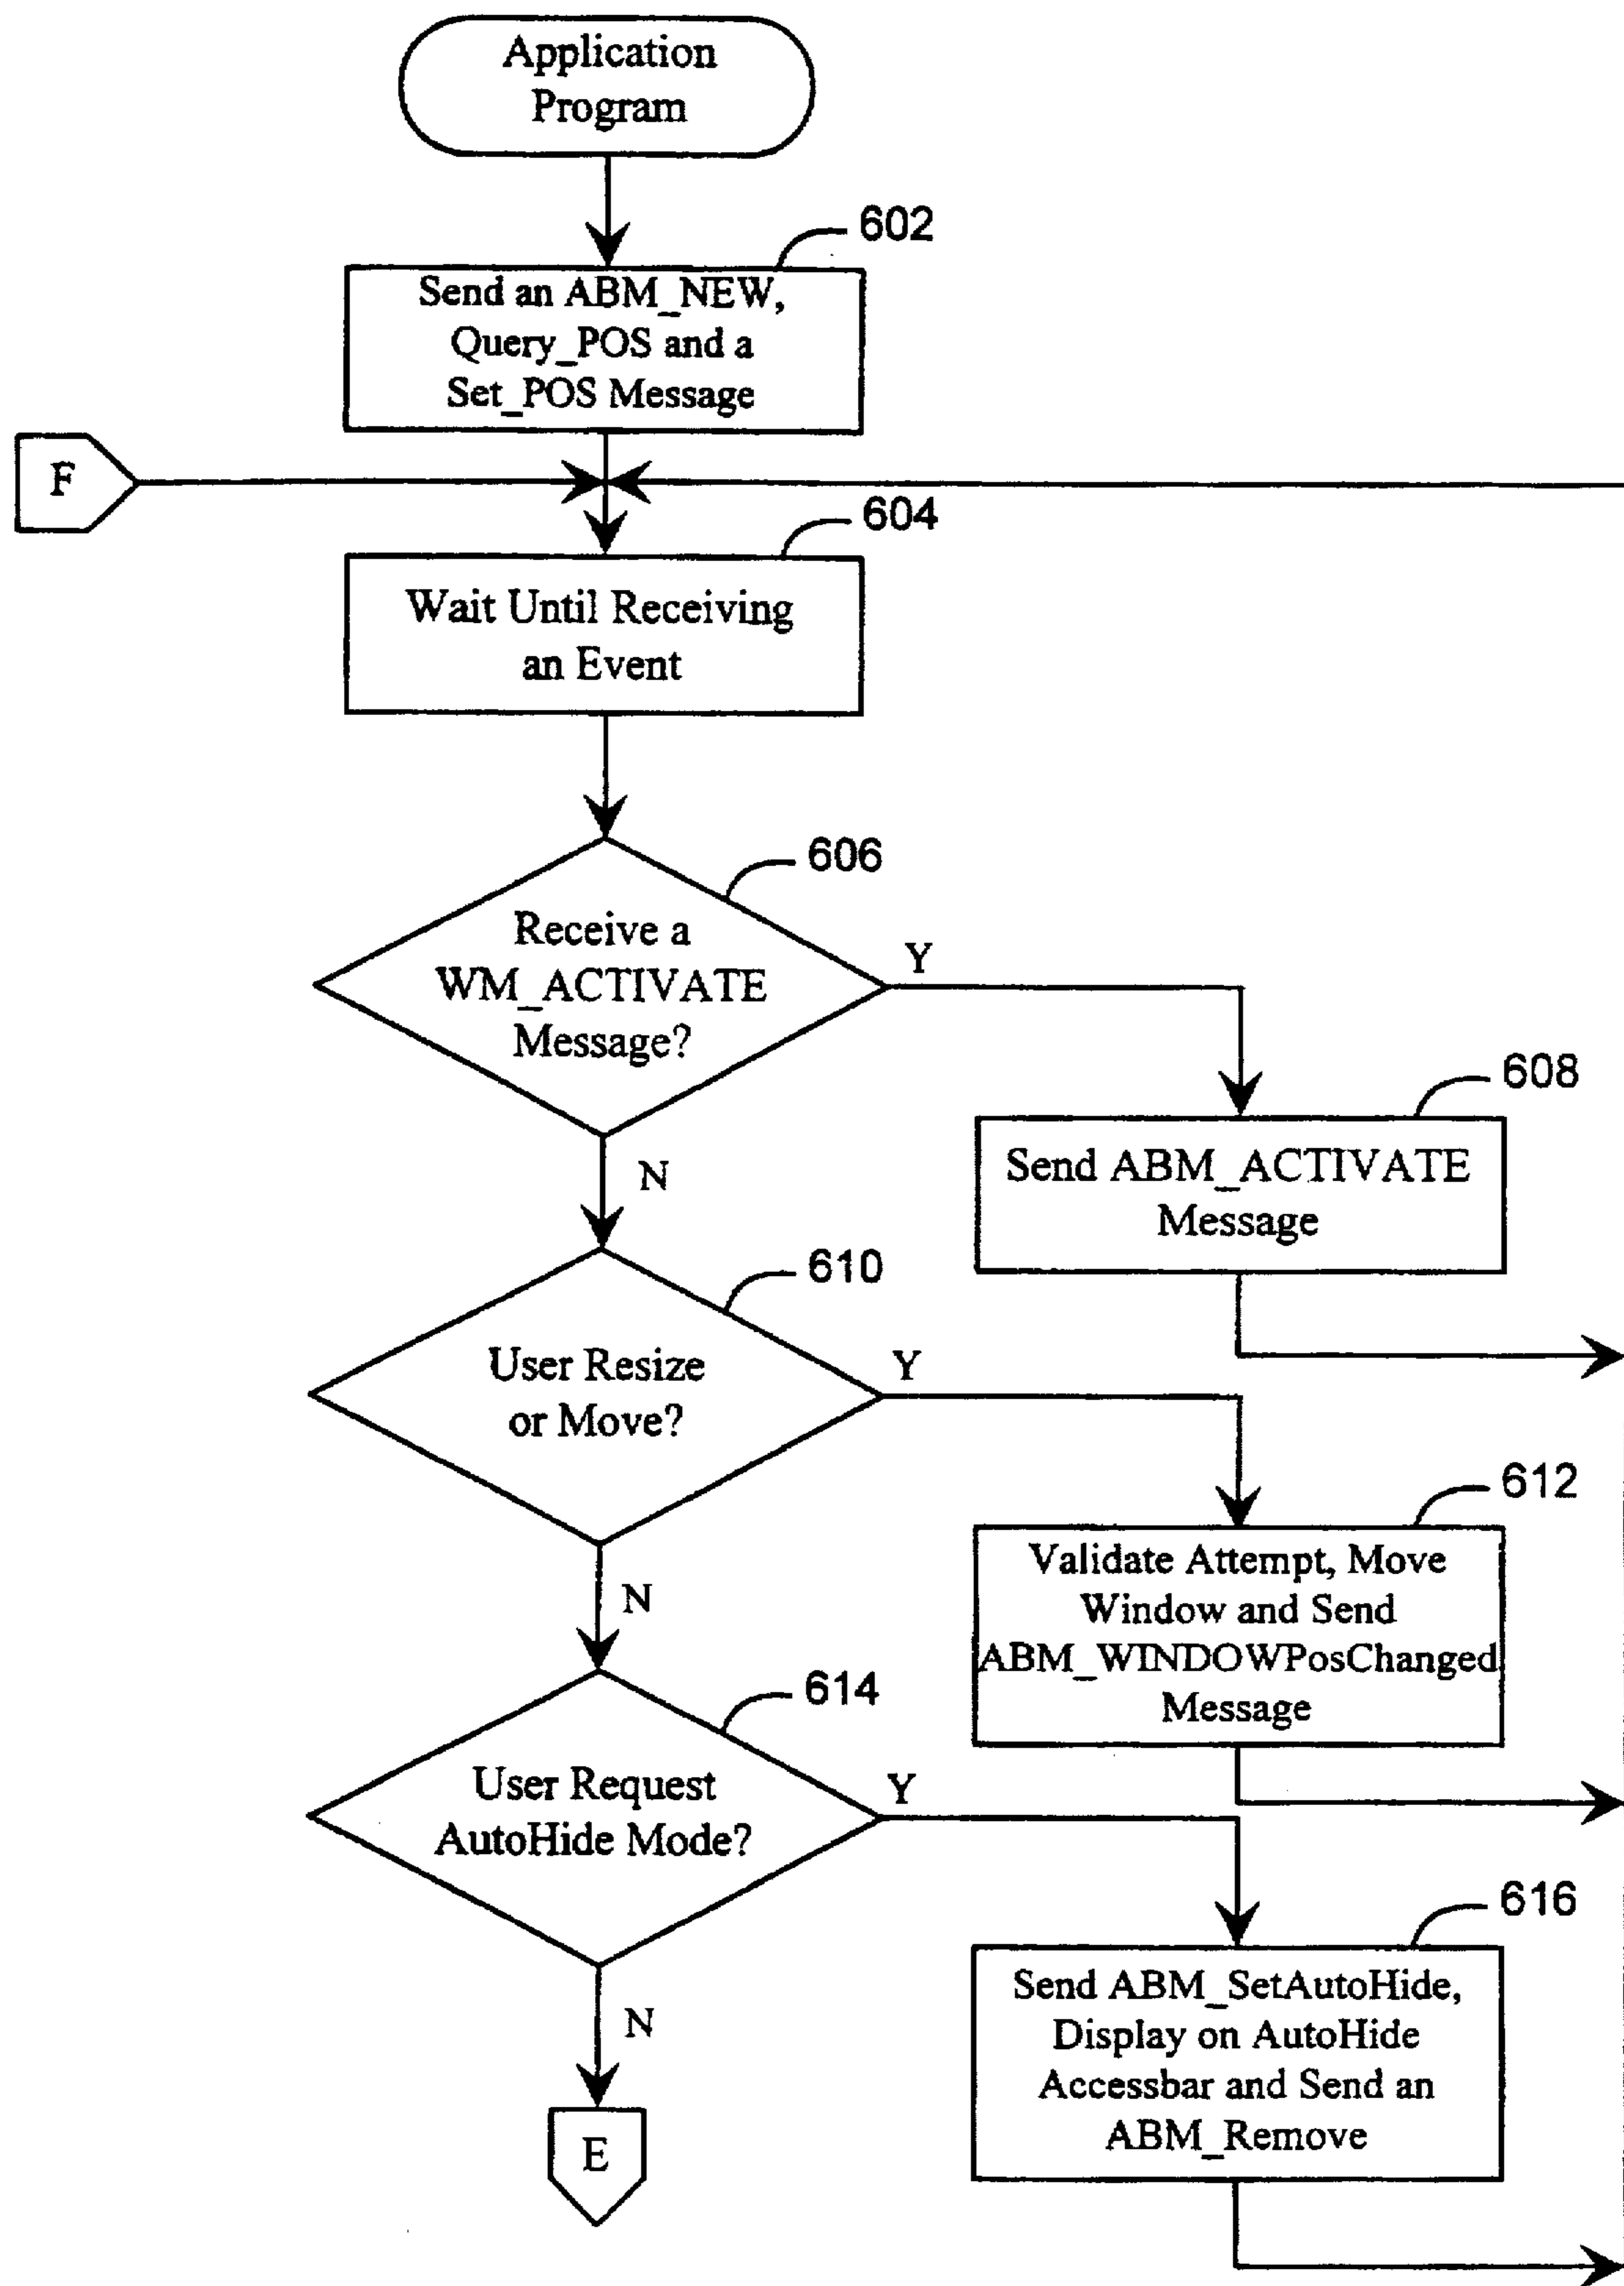 Application
Program
602
Send an ABM_NEW,
Query_POS and a
Set_POS Message
F
604
Wait Until Receiving
an Event
606
Receive a
WM_ACTIVATE
Message?
Y
N
608
Send ABM_ACTIVATE
Message
610
User Resize
or Move?
Y
N
612
Validate Attempt, Move
Window and Send
ABM_WINDOWPosChanged
Message
614
User Request
AutoHide Mode?
Y
N
616
Send ABM_SetAutoHide,
Display on AutoHide
Accessbar and Send an
ABM_Remove
E